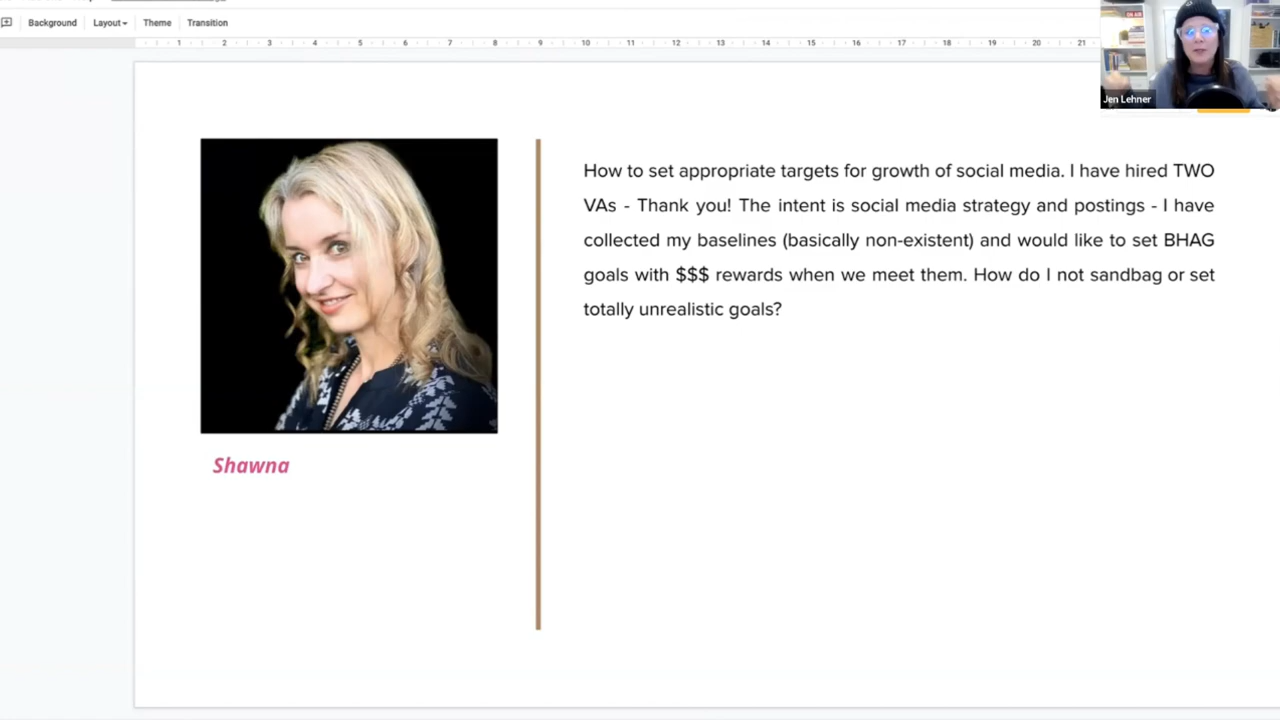 Background Layout Theme Transition
1 2 3 4 5 6 7 8 9 10 11 12 13 14 15 16 17 18 19 20 21
ON AIR
Jen Lehner
How to set appropriate targets for growth of social media. I have hired TWO
VAs - Thank you! The intent is social media strategy and postings - I have
collected my baselines (basically non-existent) and would like to set BHAG
goals with $$$ rewards when we meet them. How do I not sandbag or set
totally unrealistic goals?
Shawna